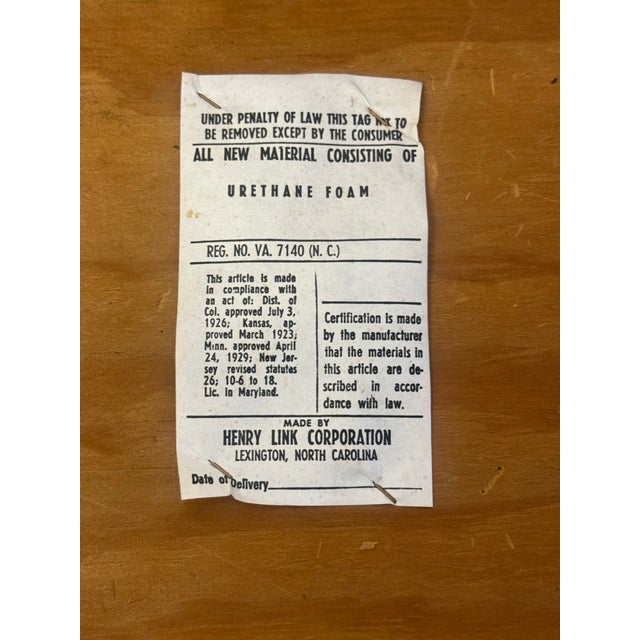 UNDER PENALTY OF LAW THIS TAG NOT TO
BE REMOVED EXCEPT BY THE CONSUMER
ALL NEW MATERIAL CONSISTING OF
URETHANE FOAM
REG. NO. VA. 7140 (N. C.)
This article is made
in compliance with
an act of: Dist. of
Col. approved July 3,
1926; Kansas, ap-
proved March 1923;
Minn. approved April
24, 1929; New Jer-
sey revised statutes
26; 10-6 to 18.
Lic. in Maryland.
Certification is made
by the manufacturer
that the materials in
this article are de-
scribed in accor-
dance with law.
MADE BY
HENRY LINK CORPORATION
LEXINGTON, NORTH CAROLINA
Date of Delivery